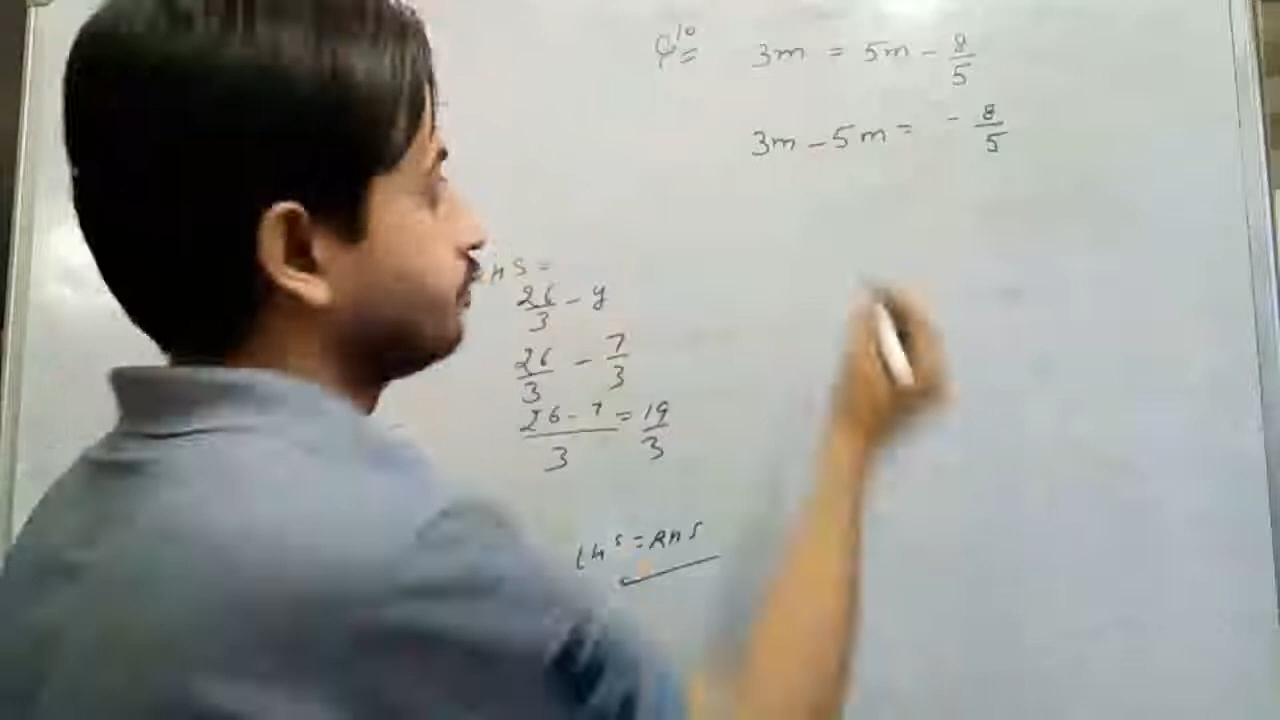 Q10= 3m = 5m - 8/5
3m - 5m = - 8/5
RHS =
26/3 - y
26/3 - 7/3
26-7/3 = 19/3
LHS = RHS